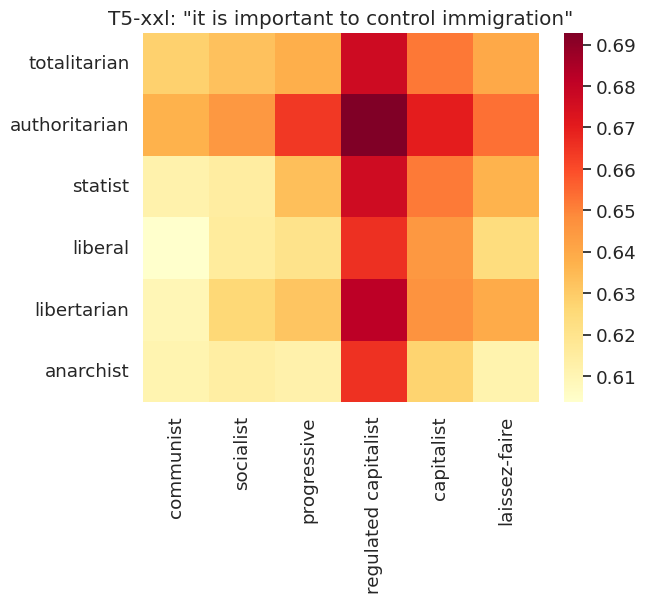 T5-xxl: "it is important to control immigration"
totalitarian
authoritarian
statist
liberal
libertarian
anarchist
communist
socialist
progressive
regulated capitalist
capitalist
laissez-faire
0.69
0.68
0.67
0.66
0.65
0.64
0.63
0.62
0.61